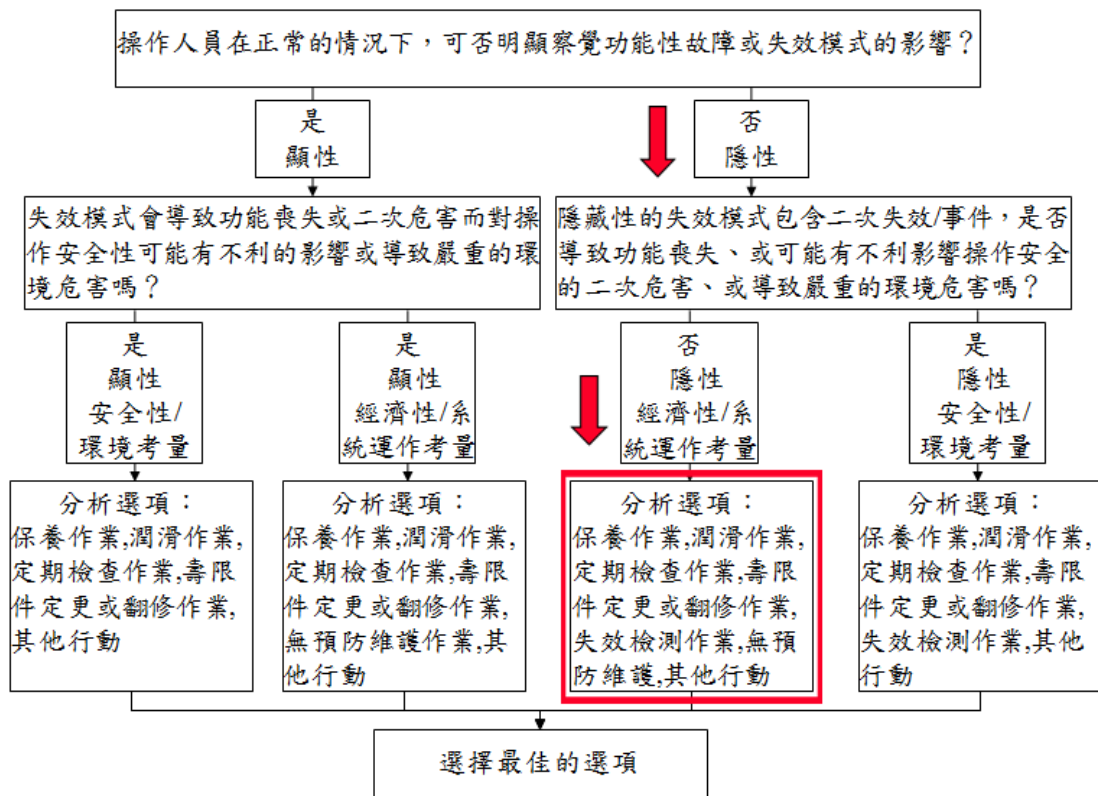 操作人員在正常的情況下，可否明顯察覺功能性故障或失效模式的影響？
是
顯性
否
隱性
失效模式會導致功能喪失或二次危害而對操
作安全性可能有不利的影響或導致嚴重的環
境危害嗎？
隱藏性的失效模式包含二次失效/事件，是否
導致功能喪失、或可能有不利影響操作安全
的二次危害、或導致嚴重的環境危害嗎？
是
顯性
安全性/
環境考量
是
顯性
經濟性/系
統運作考量
否
隱性
經濟性/系
統運作考量
是
隱性
安全性/
環境考量
分析選項：
保養作業,潤滑作業,
定期檢查作業,壽限
件定更或翻修作業,
其他行動
分析選項：
保養作業,潤滑作業,
定期檢查作業,壽限
件定更或翻修作業,
無預防維護作業,其
他行動
分析選項：
保養作業,潤滑作業,
定期檢查作業,壽限
件定更或翻修作業,
失效檢測作業,無預
防維護,其他行動
分析選項：
保養作業,潤滑作業,
定期檢查作業,壽限
件定更或翻修作業,
失效檢測作業,其他
行動
選擇最佳的選項